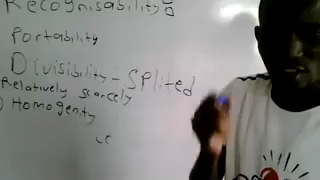 Recognisability
Portability
Divisibility - Splited
Relatively Scarcely
) Homogenity